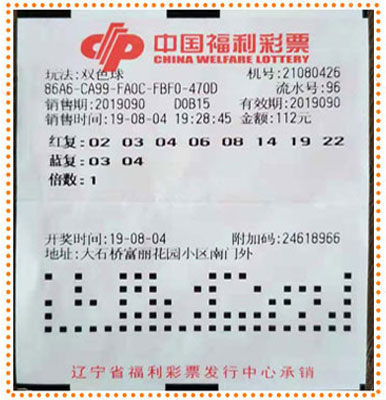 中国福利彩票
CHINA WELFARE LOTTERY
玩法:双色球 机号:21080426
86A6-CA99-FA0C-FBF0-470D 流水号:96
销售期:2019090 D0B15 有效期:2019090
销售时间:19-08-04 19:28:45 金额:112元
红复: 02 03 04 06 08 14 19 22
蓝复: 03 04
倍数: 1
开奖时间:19-08-04 附加码:24618966
地址:大石桥富丽花园小区南门外
辽宁省福利彩票发行中心承销